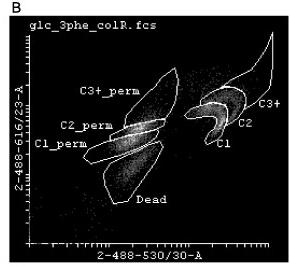 B
glc_3phe_colR.fcs
C3+_perm
C3+
C2_perm
C2
C1_perm
C1
Dead
2-488-616/23-A
2-488-530/30-A